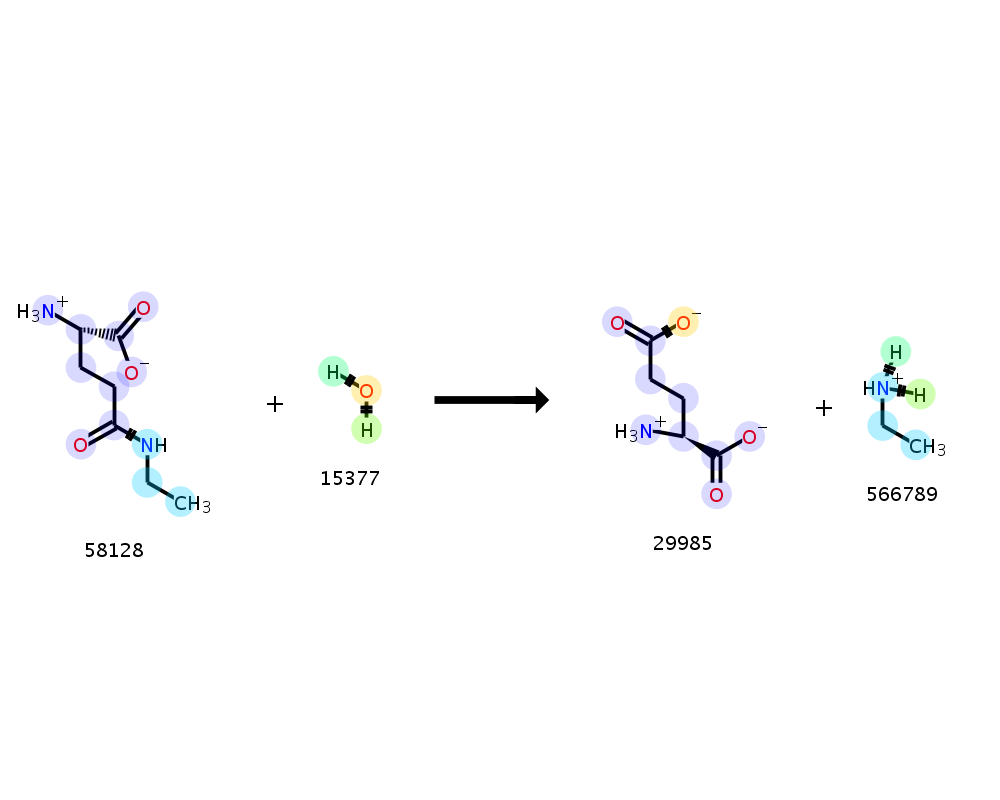 H3N+ O O− O NH CH3
58128
+
H O H
15377
O O− H3N+ O− O
29985
+
H HN+ H CH3
566789